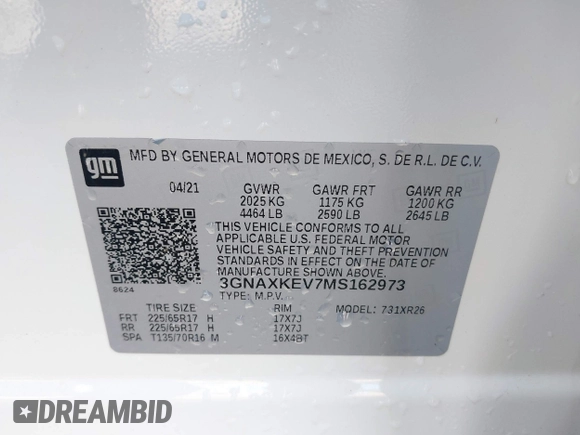 gm
MFD BY GENERAL MOTORS DE MEXICO, S. DE R.L. DE C.V.
04/21 GVWR GAWR FRT GAWR RR
2025 KG 1175 KG 1200 KG
4464 LB 2590 LB 2645 LB
THIS VEHICLE CONFORMS TO ALL
APPLICABLE U.S. FEDERAL MOTOR
VEHICLE SAFETY AND THEFT PREVENTION
STANDARDS IN EFFECT ON THE DATE OF
MANUFACTURE SHOWN ABOVE.
8624 3GNAXKEV7MS162973
TYPE: M.P.V. MODEL: 731XR26
TIRE SIZE RIM
FRT 225/65R17 H 17X7J
RR 225/65R17 H 17X7J
SPA T135/70R16 M 16X4BT
DREAMBID